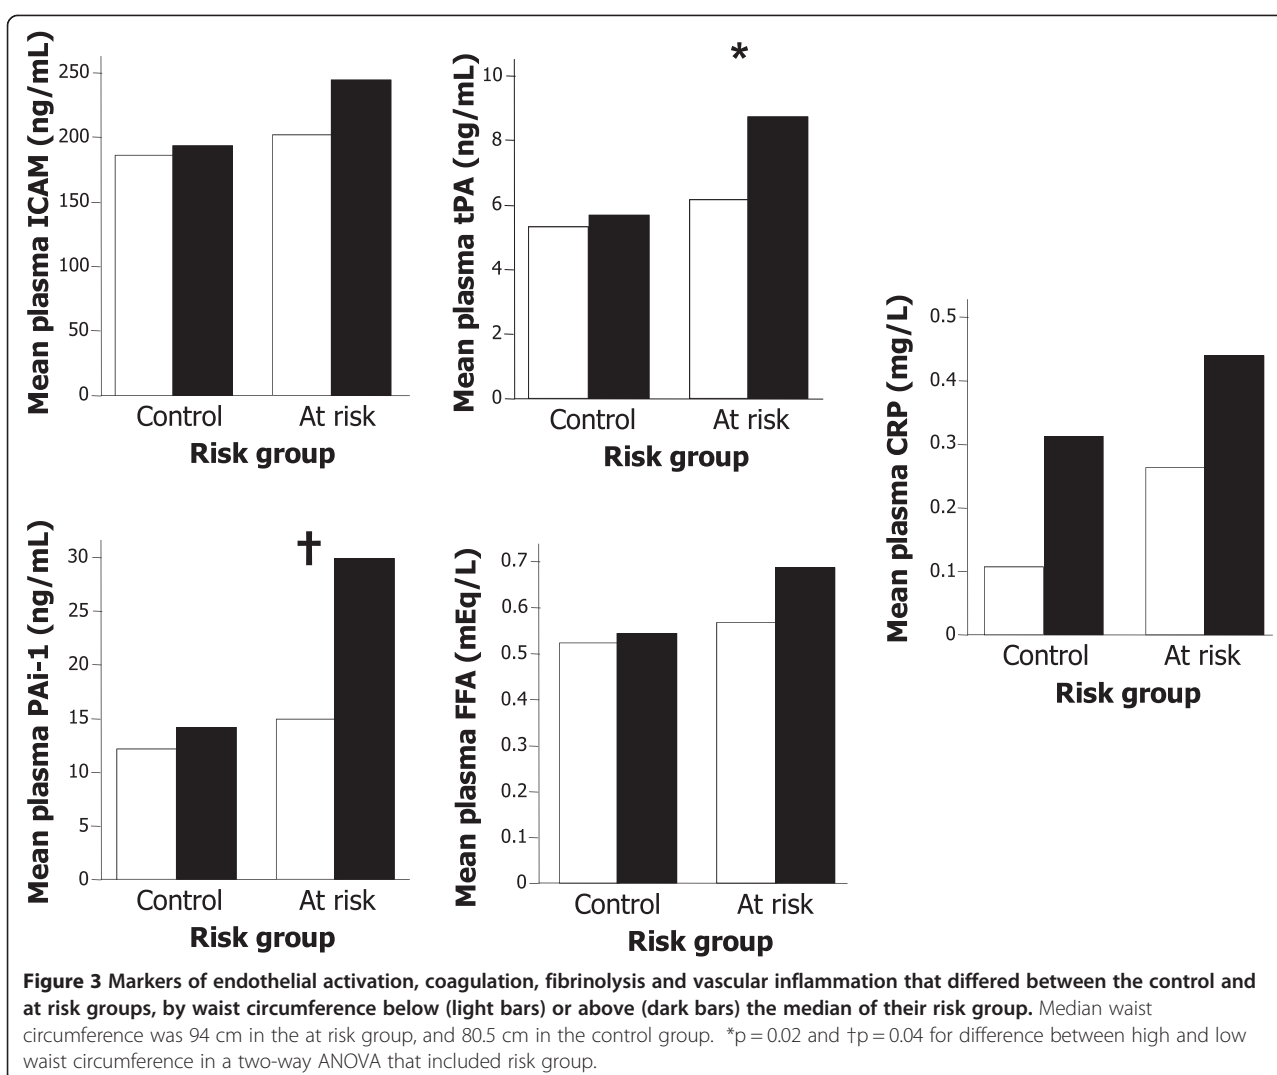 Mean plasma ICAM (ng/mL)
250
200
150
100
50
0
Control At risk
Risk group
*
Mean plasma tPA (ng/mL)
10
8
6
4
2
0
Control At risk
Risk group
Mean plasma CRP (mg/L)
0.5
0.4
0.3
0.2
0.1
0
Control At risk
Risk group
†
Mean plasma PAi-1 (ng/mL)
30
25
20
15
10
5
0
Control At risk
Risk group
Mean plasma FFA (mEq/L)
0.7
0.6
0.5
0.4
0.3
0.2
0.1
0
Control At risk
Risk group
Figure 3 Markers of endothelial activation, coagulation, fibrinolysis and vascular inflammation that differed between the control and
at risk groups, by waist circumference below (light bars) or above (dark bars) the median of their risk group. Median waist
circumference was 94 cm in the at risk group, and 80.5 cm in the control group. *p = 0.02 and †p = 0.04 for difference between high and low
waist circumference in a two-way ANOVA that included risk group.